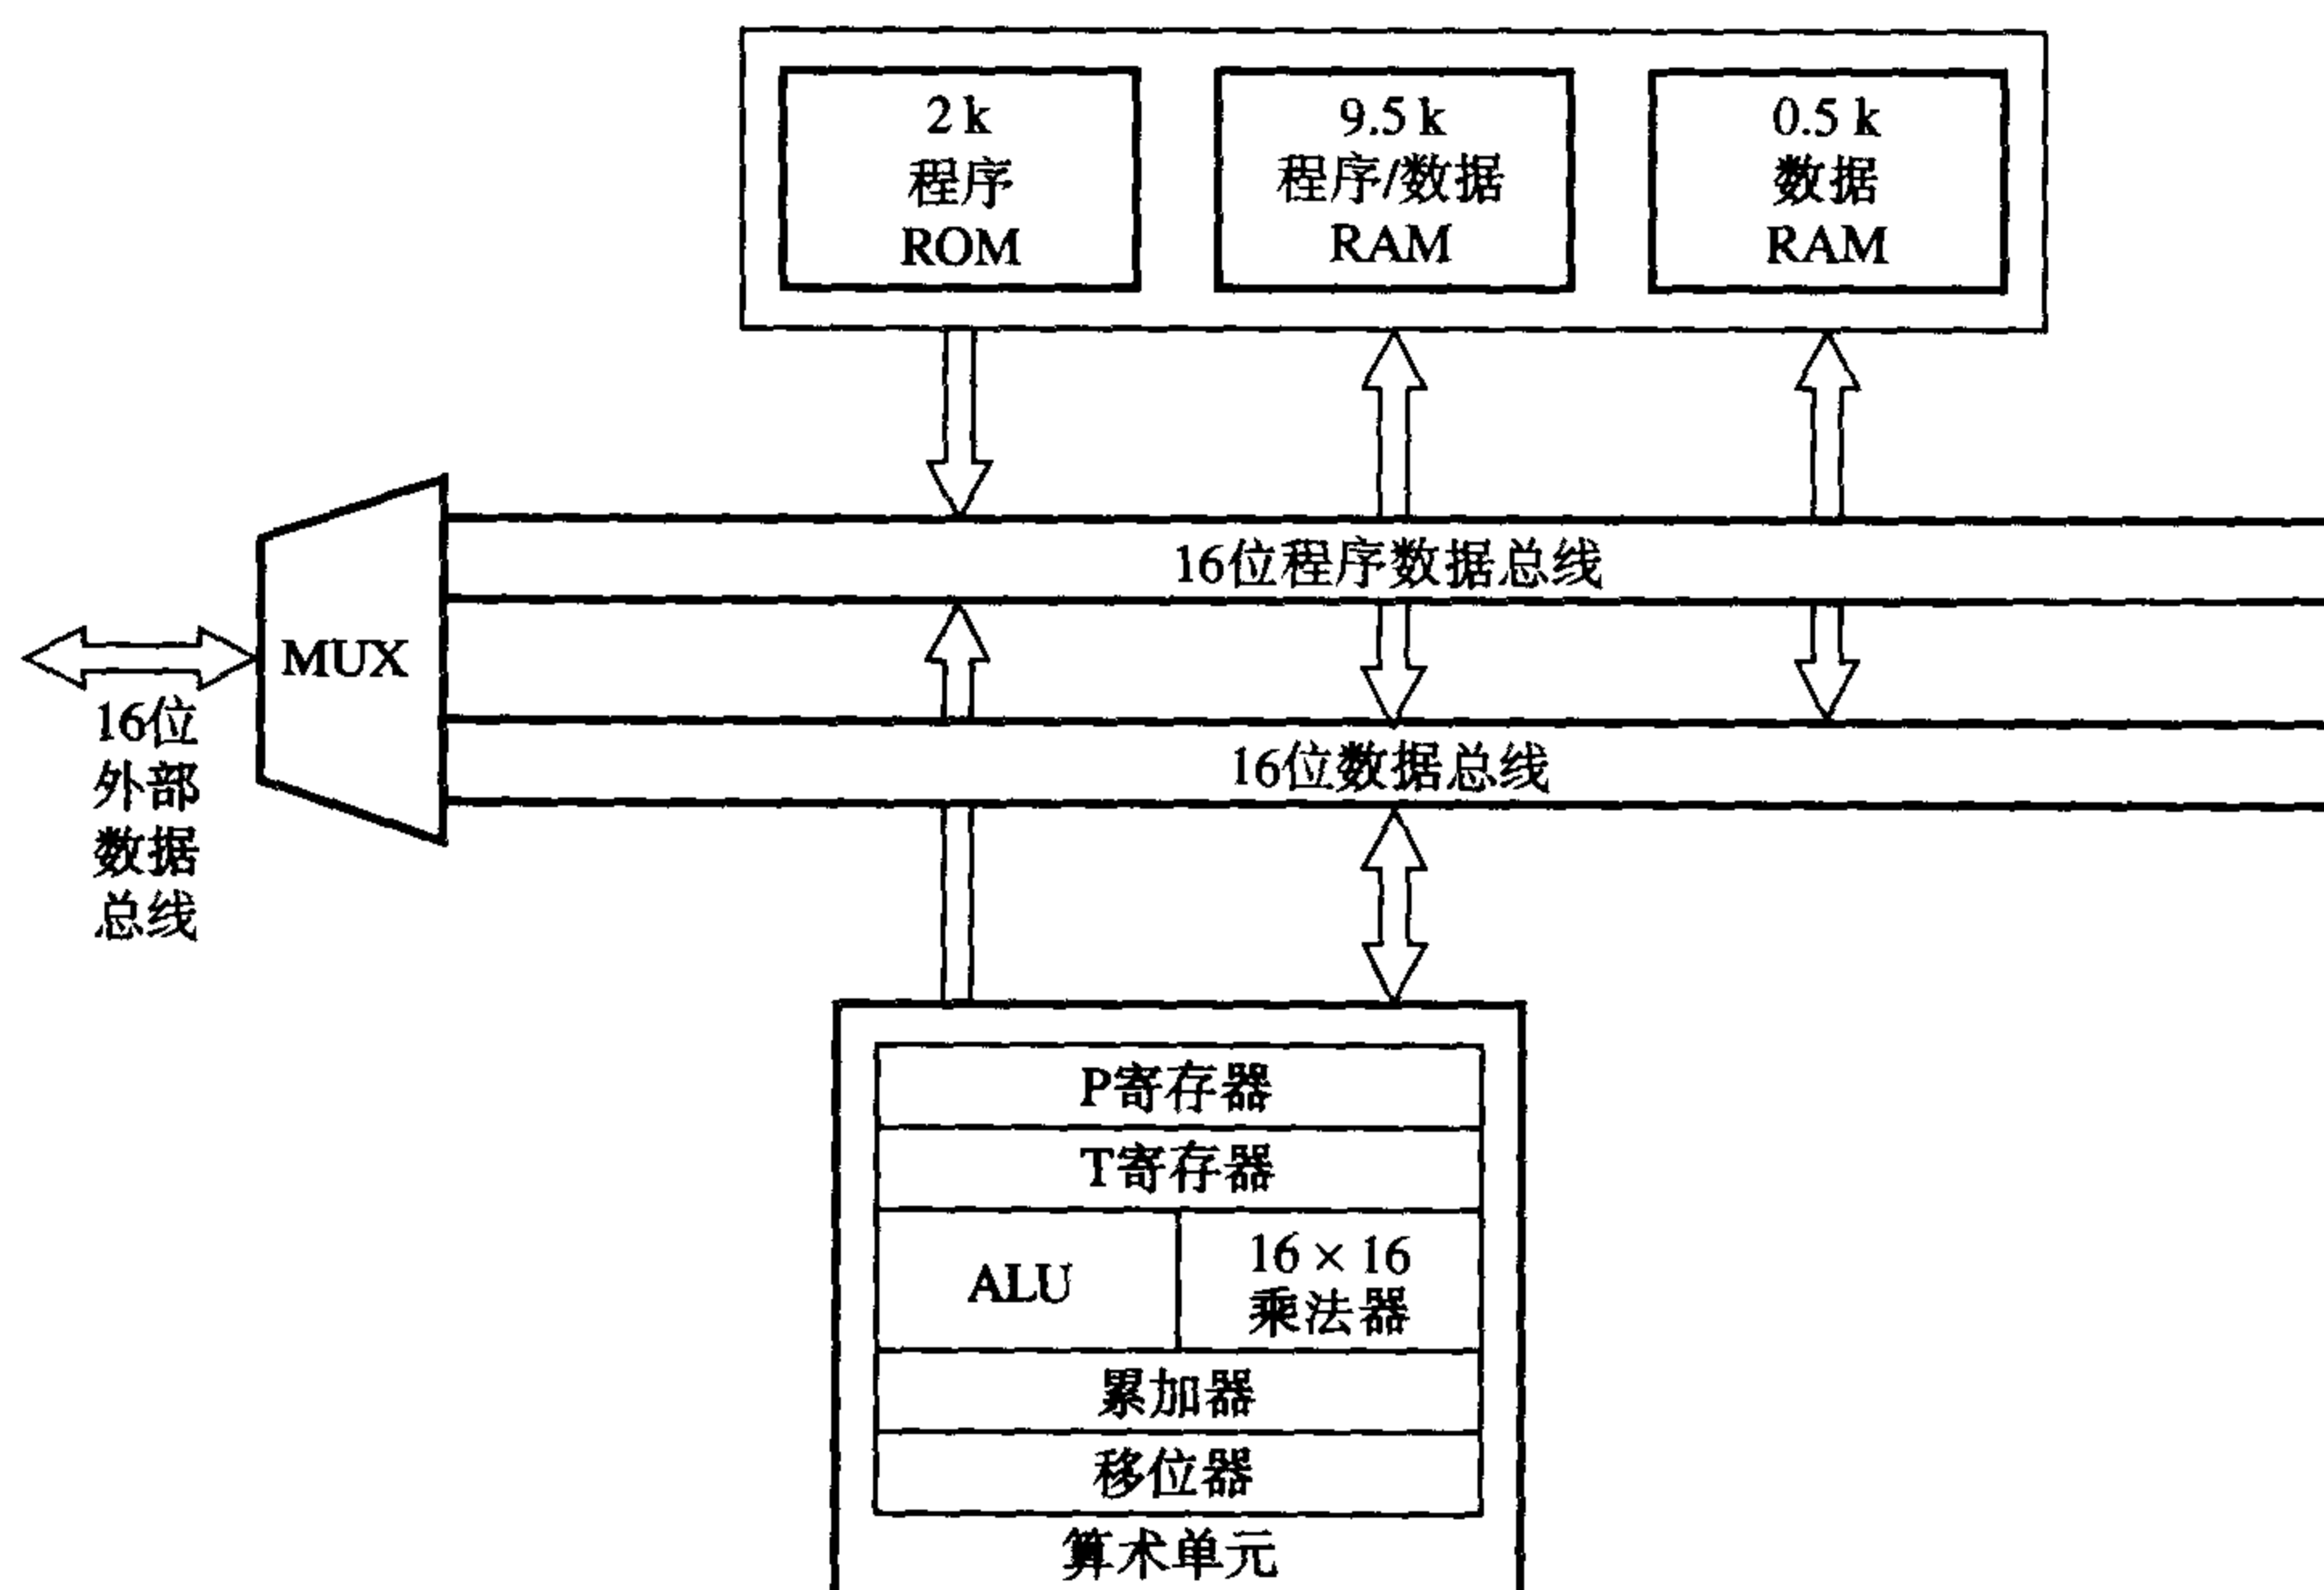 2 k
程序
ROM
9.5 k
程序/数据
RAM
0.5 k
数据
RAM
16位程序数据总线
MUX
16位
外部
数据
总线
16位数据总线
P寄存器
T寄存器
ALU
16 × 16
乘法器
累加器
移位器
算术单元